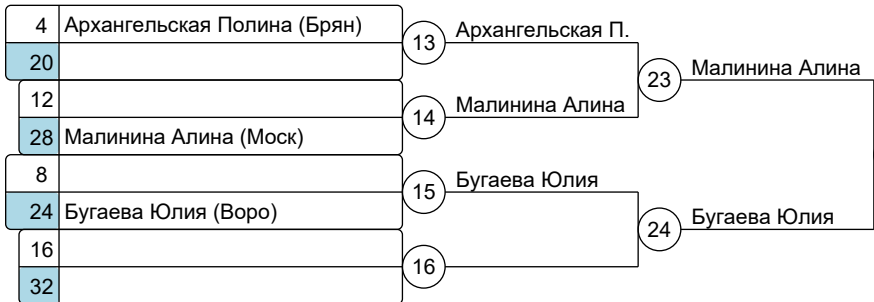 4 Архангельская Полина (Брян)
13 Архангельская П.
20
23 Малинина Алина
12
14 Малинина Алина
28 Малинина Алина (Моск)
8
15 Бугаева Юлия
24 Бугаева Юлия (Воро)
24 Бугаева Юлия
16
16
32